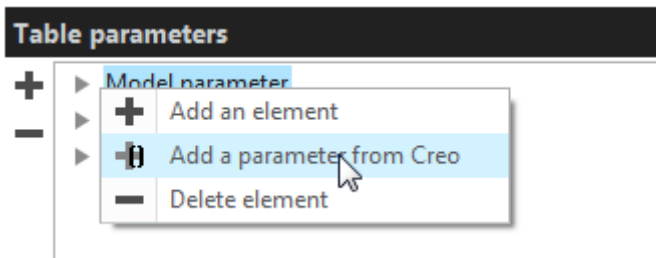 Table parameters
Model parameter
Add an element
Add a parameter from Creo
Delete element